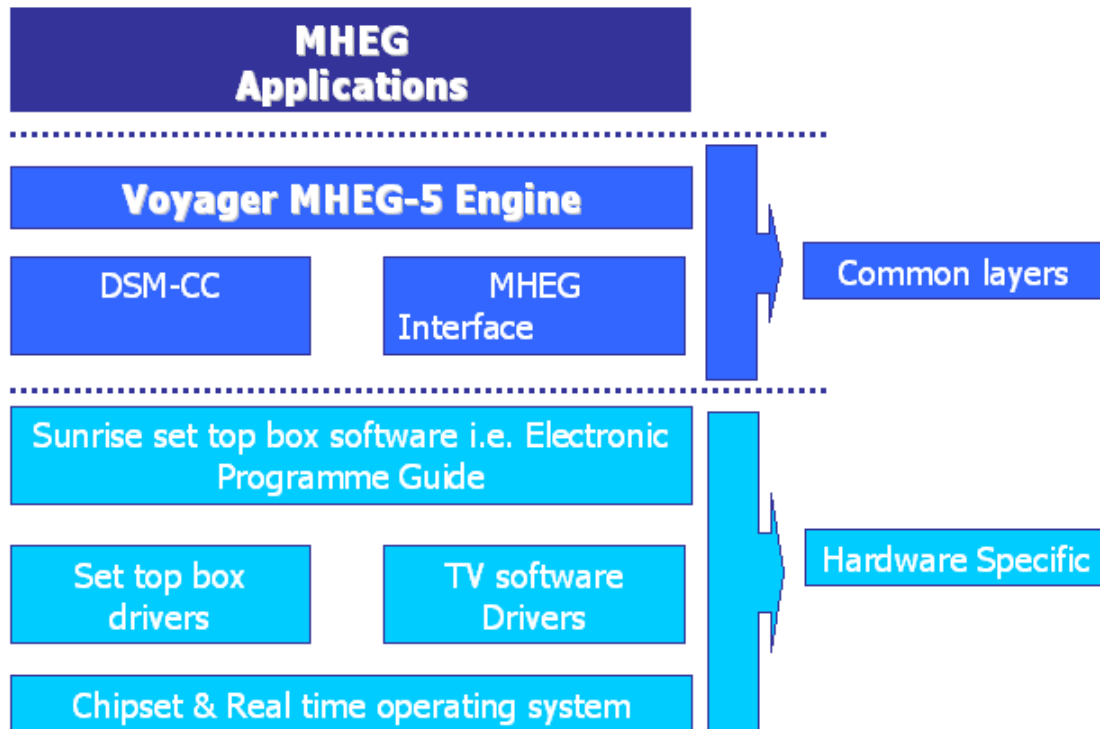 MHEG
Applications
Voyager MHEG-5 Engine
DSM-CC
MHEG
Interface
Common layers
Sunrise set top box software i.e. Electronic
Programme Guide
Set top box
drivers
TV software
Drivers
Hardware Specific
Chipset & Real time operating system